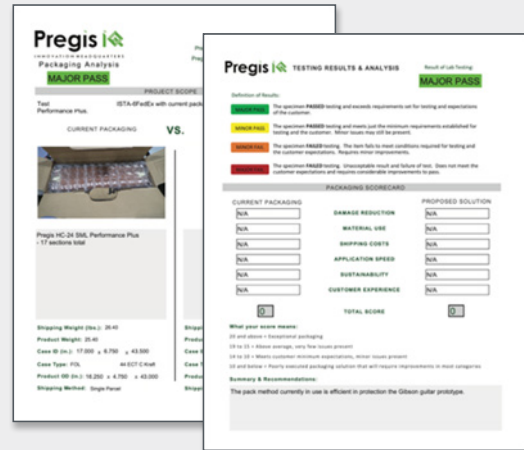 Pregis IQ
INNOVATION HEADQUARTERS
Packaging Analysis
MAJOR PASS
PROJECT SCOPE
Test
ISTA-6FedEx with current pack
Performance Plus.
CURRENT PACKAGING
VS.
Pregis HC-24 SML Performance Plus
- 17 sections total
Shipping Weight (lbs.): 26.40
Product Weight: 25.40
Case ID (in.): 17.000 x 6.750 x 43.500
Case Type: FOL 44 ECT C Kraft
Product OD (in.): 16.250 x 4.750 x 43.000
Shipping Method: Single Parcel
Pregis IQ TESTING RESULTS & ANALYSIS
Result of Lab Testing:
MAJOR PASS
Definition of Results:
MAJOR PASS
The specimen PASSED testing and exceeds requirements set for testing and expectations
of the customer.
MINOR PASS
The specimen PASSED testing and meets just the minimum requirements established for
testing and the customer. Minor issues may still be present.
MINOR FAIL
The specimen FAILED testing. The item fails to meet conditions required for testing and
the customer expectations. Requires minor improvements.
The specimen FAILED testing. Unacceptable result and failure of test. Does not meet the
customer expectations and requires considerable improvements to pass.
PACKAGING SCORECARD
CURRENT PACKAGING
PROPOSED SOLUTION
N/A DAMAGE REDUCTION N/A
N/A MATERIAL USE N/A
N/A SHIPPING COSTS N/A
N/A APPLICATION SPEED N/A
N/A SUSTAINABILITY N/A
N/A CUSTOMER EXPERIENCE N/A
0 TOTAL SCORE 0
What your score means:
20 and above = Exceptional packaging
15 to 19 = Above average, very few issues present
Meets customer minimum expectations, minor issues present
10 and below = Poorly executed packaging solution that will require improvements in most categories
Summary & Recommendations:
The pack method currently in use is efficient in protection the Gibson guitar prototype.